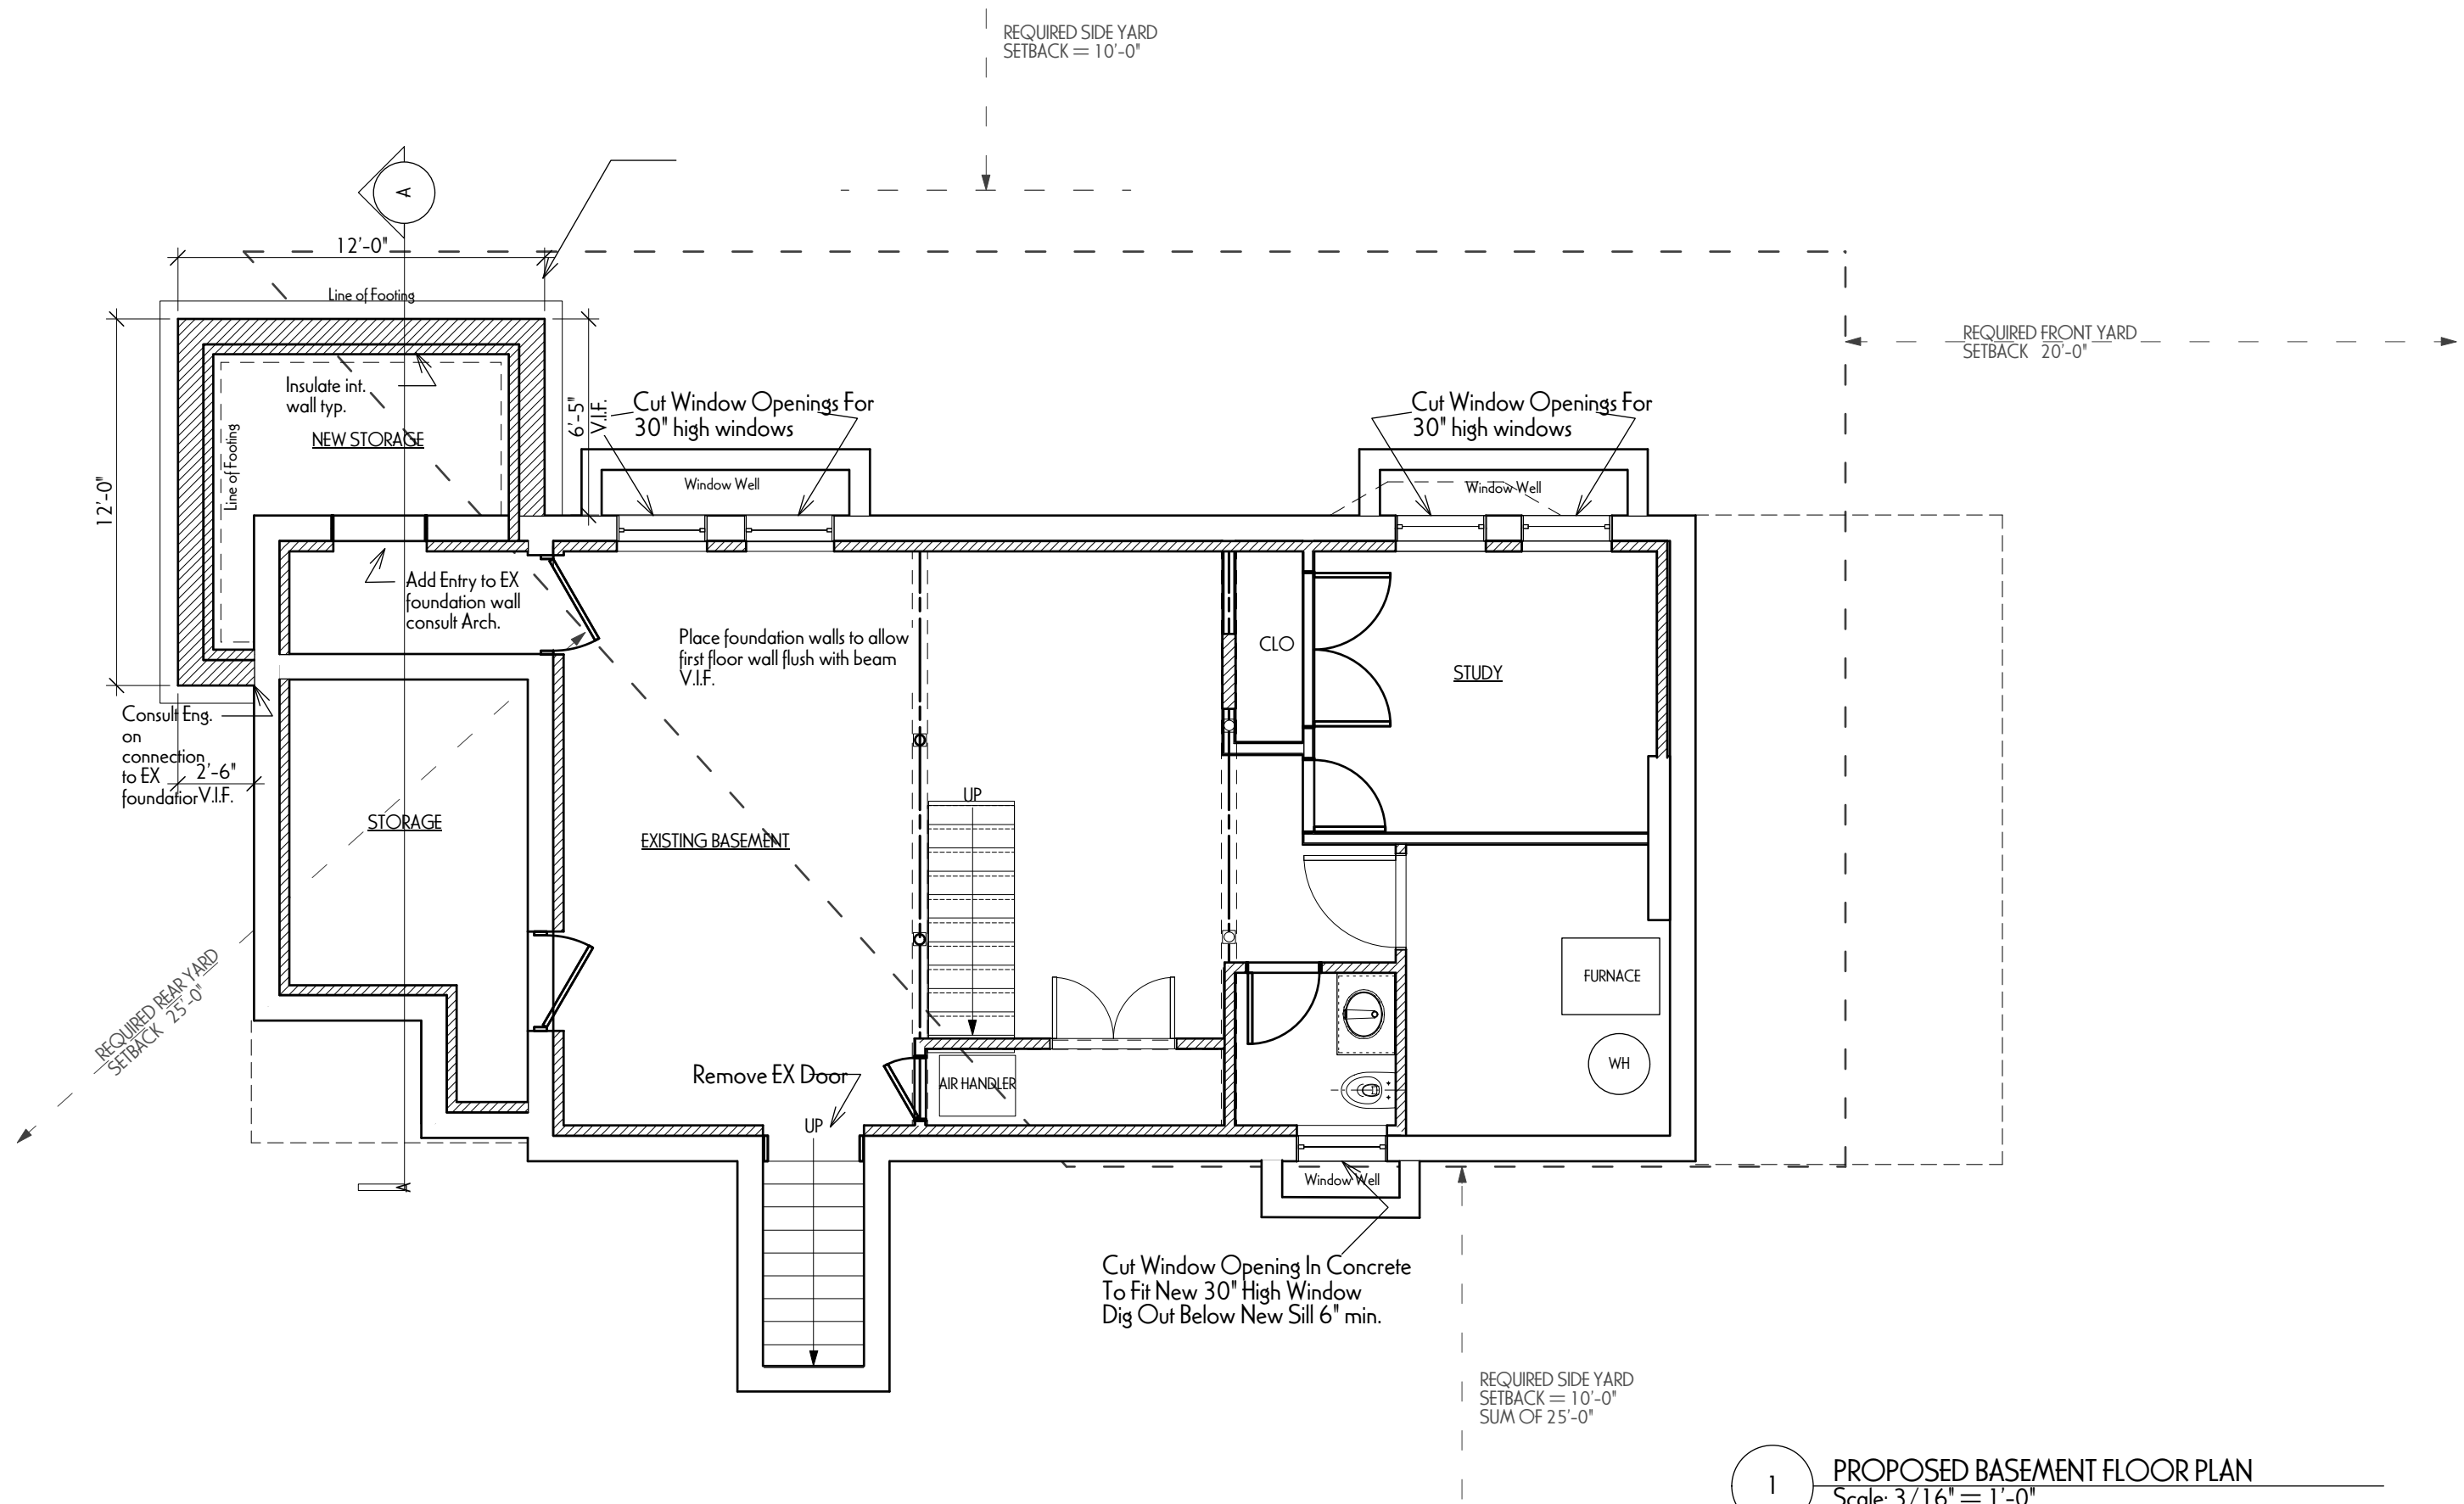 REQUIRED SIDE YARD
SETBACK = 10'-0"
A
12'-0"
Line of Footing
REQUIRED FRONT YARD
SETBACK 20'-0"
Insulate int.
wall typ.
NEW STORAGE
Line of Footing
12'-0"
6'-5"
V.I.F.
Cut Window Openings For
30" high windows
Window Well
Cut Window Openings For
30" high windows
Window Well
Add Entry to EX
foundation wall
consult Arch.
Place foundation walls to allow
first floor wall flush with beam
V.I.F.
CLO
STUDY
Consult Eng.
on
connection
to EX
foundation
2'-6"
V.I.F.
STORAGE
EXISTING BASEMENT
UP
REQUIRED REAR YARD
SETBACK 25'-0"
FURNACE
WH
Remove EX Door
AIR HANDLER
UP
A
Window Well
Cut Window Opening In Concrete
To Fit New 30" High Window
Dig Out Below New Sill 6" min.
REQUIRED SIDE YARD
SETBACK = 10'-0"
SUM OF 25'-0"
1
PROPOSED BASEMENT FLOOR PLAN
Scale: 3/16" = 1'-0"